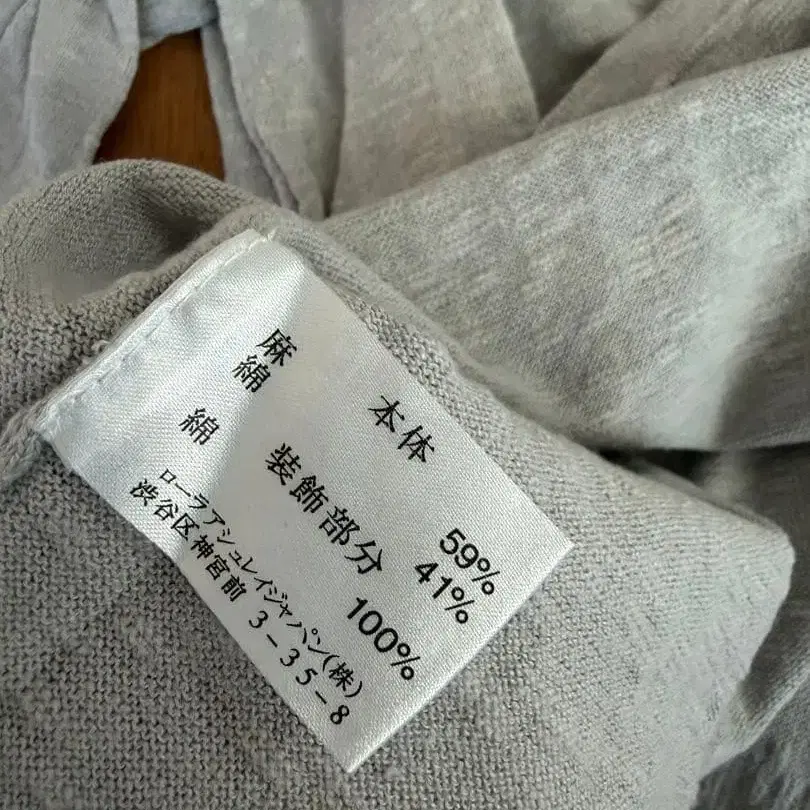 本体
麻 59%
綿 41%
装飾部分
綿 100%
ローラアシュレイジャパン(株)
渋谷区神宮前 3-35-8